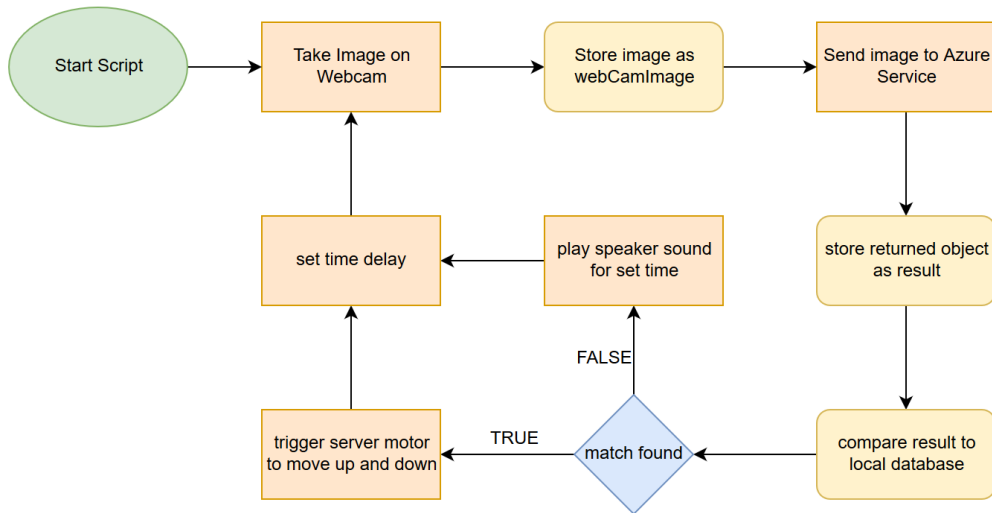 Start Script
Take Image on
Webcam
Store image as
webCamImage
Send image to Azure
Service
set time delay
play speaker sound
for set time
store returned object
as result
FALSE
TRUE
trigger server motor
to move up and down
match found
compare result to
local database